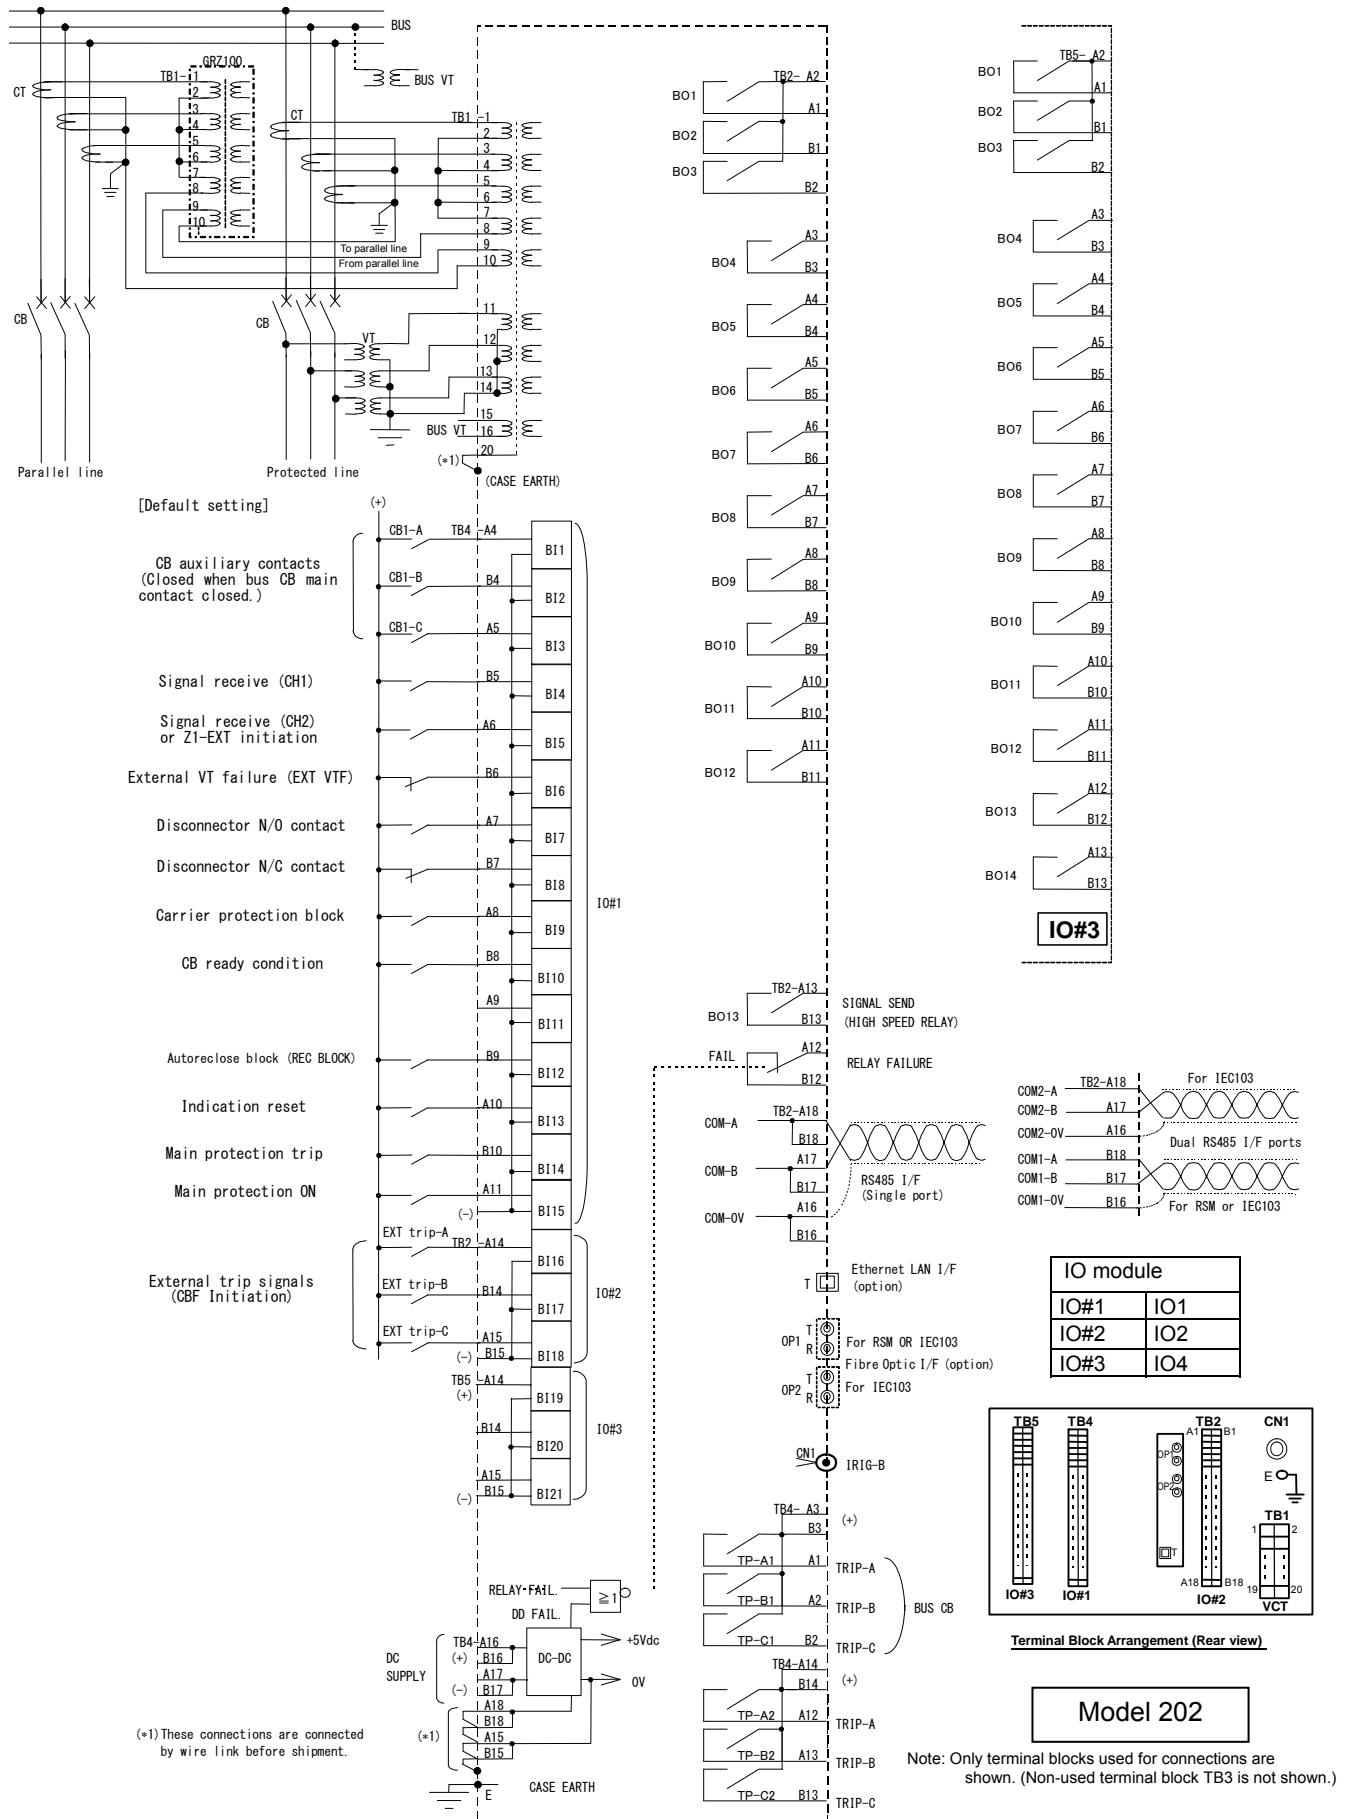 BUS
GRZ100
BUS VT
CT
TB1- 1
2
3
4
5
6
7
8
9
10
CT
TB1 -1
2
3
4
5
6
7
8
9
10
To parallel line
From parallel line
11
12
13
14
15
16
20
CB
CB
VT
BUS VT
(*1)
(CASE EARTH)
Parallel line
Protected line
[Default setting]
(+)
CB auxiliary contacts
(Closed when bus CB main
contact closed.)
CB1-A
TB4 -A4
BI1
CB1-B
B4
BI2
CB1-C
A5
BI3
Signal receive (CH1)
B5
BI4
Signal receive (CH2)
or Z1-EXT initiation
A6
BI5
External VT failure (EXT VTF)
B6
BI6
Disconnector N/O contact
A7
BI7
Disconnector N/C contact
B7
BI8
IO#1
Carrier protection block
A8
BI9
CB ready condition
B8
BI10
A9
BI11
Autoreclose block (REC BLOCK)
B9
BI12
Indication reset
A10
BI13
Main protection trip
B10
BI14
Main protection ON
A11
(-)
BI15
External trip signals
(CBF Initiation)
EXT trip-A
TB2 -A14
BI16
EXT trip-B
B14
BI17
IO#2
EXT trip-C
A15
(-)
B15
BI18
TB5 -A14
(+)
BI19
B14
BI20
IO#3
A15
(-)
B15
BI21
RELAY FAIL.
DD FAIL.
≧1
DC
SUPPLY
TB4-A16
(+)
B16
A17
(-)
B17
DC-DC
+5Vdc
0V
(*1)
A18
B18
A15
B15
E
CASE EARTH
(*1) These connections are connected
by wire link before shipment.
BO1
TB2- A2
A1
BO2
B1
BO3
B2
BO4
A3
B3
BO5
A4
B4
BO6
A5
B5
BO7
A6
B6
BO8
A7
B7
BO9
A8
B8
BO10
A9
B9
BO11
A10
B10
BO12
A11
B11
BO13
TB2-A13
B13
SIGNAL SEND
(HIGH SPEED RELAY)
FAIL
A12
B12
RELAY FAILURE
COM-A
TB2-A18
B18
COM-B
A17
B17
COM-0V
A16
B16
RS485 I/F
(Single port)
T
Ethernet LAN I/F
(option)
OP1
T
R
For RSM OR IEC103
Fibre Optic I/F (option)
OP2
T
R
For IEC103
CN1
IRIG-B
TB4- A3
B3
(+)
TP-A1
A1
TRIP-A
TP-B1
A2
TRIP-B
TP-C1
B2
TRIP-C
BUS CB
TB4-A14
B14
(+)
TP-A2
A12
TRIP-A
TP-B2
A13
TRIP-B
TP-C2
B13
TRIP-C
BO1
TB5- A2
A1
BO2
B1
BO3
B2
BO4
A3
B3
BO5
A4
B4
BO6
A5
B5
BO7
A6
B6
BO8
A7
B7
BO9
A8
B8
BO10
A9
B9
BO11
A10
B10
BO12
A11
B11
BO13
A12
B12
BO14
A13
B13
IO#3
COM2-A
TB2-A18
For IEC103
COM2-B
A17
COM2-0V
A16
Dual RS485 I/F ports
COM1-A
B18
COM1-B
B17
COM1-0V
B16
For RSM or IEC103
IO module
IO#1 IO1
IO#2 IO2
IO#3 IO4
TB5
TB4
TB2
CN1
A1
B1
OP1
OP2
E
TB1
1
2
T
A18
B18
19
20
IO#3
IO#1
IO#2
VCT
Terminal Block Arrangement (Rear view)
Model 202
Note: Only terminal blocks used for connections are
shown. (Non-used terminal block TB3 is not shown.)